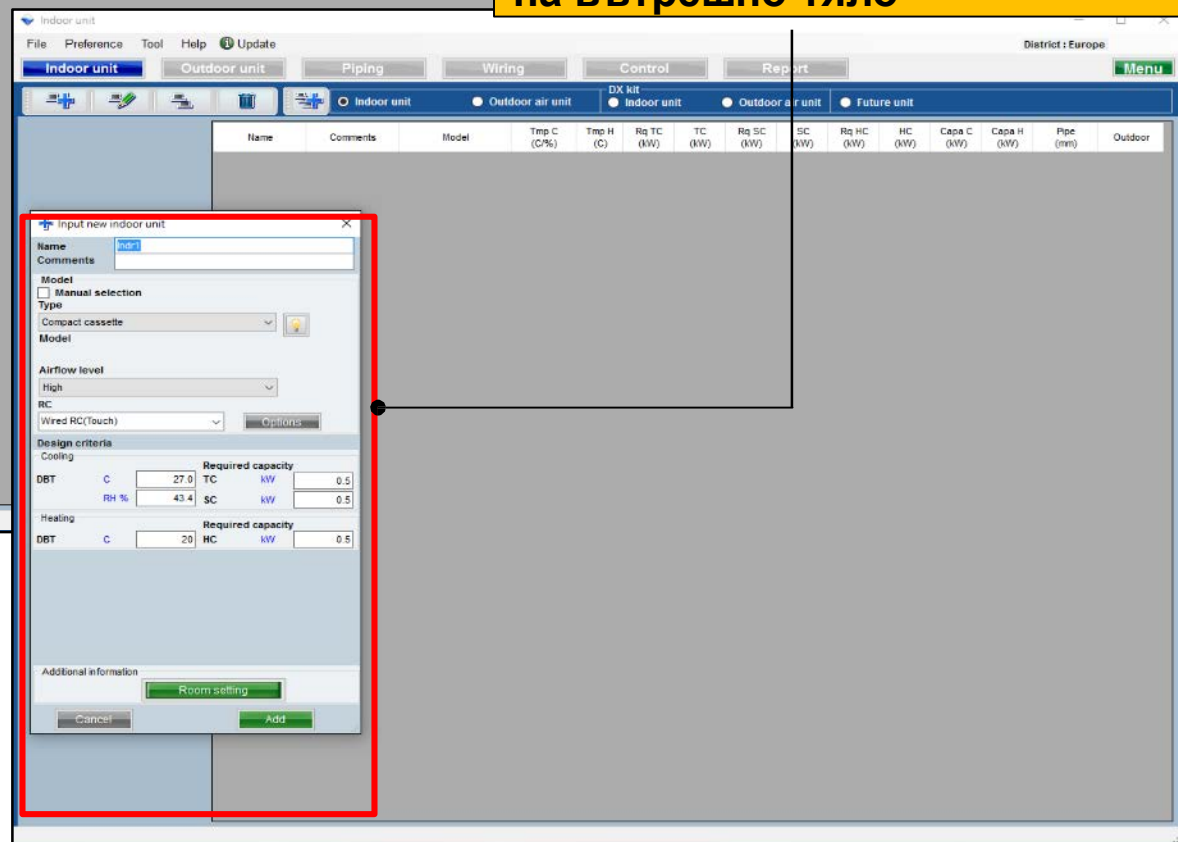 на вътрешно тяло
Indoor unit
File Preference Tool Help Update
District : Europe
Indoor unit Outdoor unit Piping Wiring Control Report Menu
DX kit
Indoor unit Outdoor air unit Indoor unit Outdoor air unit Future unit
Name Comments Model Tmp C (C/%) Tmp H (C) Rq TC (kW) TC (kW) Rq SC (kW) SC (kW) Rq HC (kW) HC (kW) Capa C (kW) Capa H (kW) Pipe (mm) Outdoor
Input new indoor unit
Name Indr1
Comments
Model
Manual selection
Type
Compact cassette
Model
Airflow level
High
RC
Wired RC(Touch) Options
Design criteria
Cooling
Required capacity
DBT C 27.0 TC kW 0.5
RH % 43.4 SC kW 0.5
Heating
Required capacity
DBT C 20 HC kW 0.5
Additional information
Room setting
Cancel Add